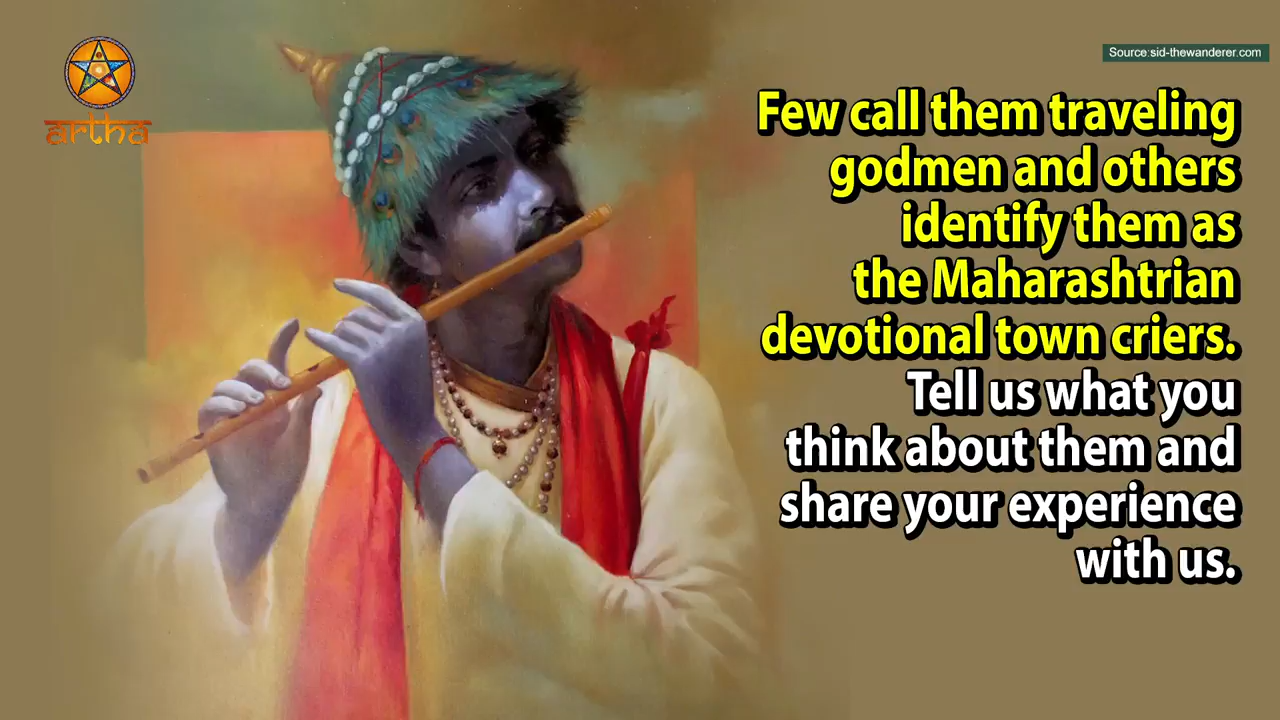 artha
Source:sid-thewanderer.com
Few call them traveling
godmen and others
identify them as
the Maharashtrian
devotional town criers.
Tell us what you
think about them and
share your experience
with us.